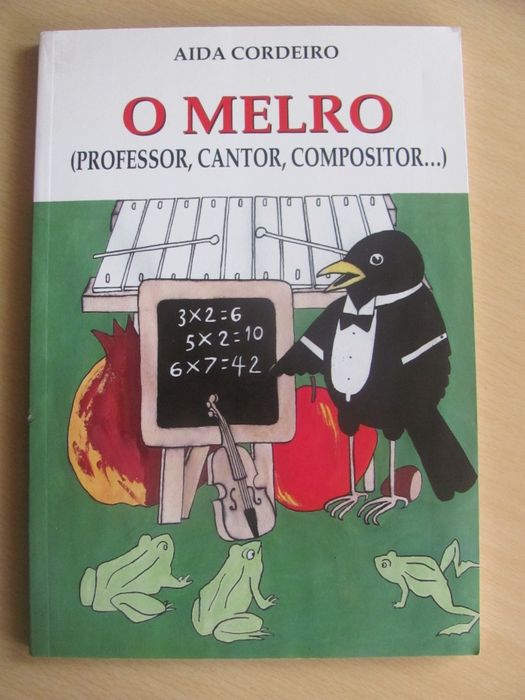 AIDA CORDEIRO
O MELRO
(PROFESSOR, CANTOR, COMPOSITOR...)
3×2=6
5×2=10
6×7=42